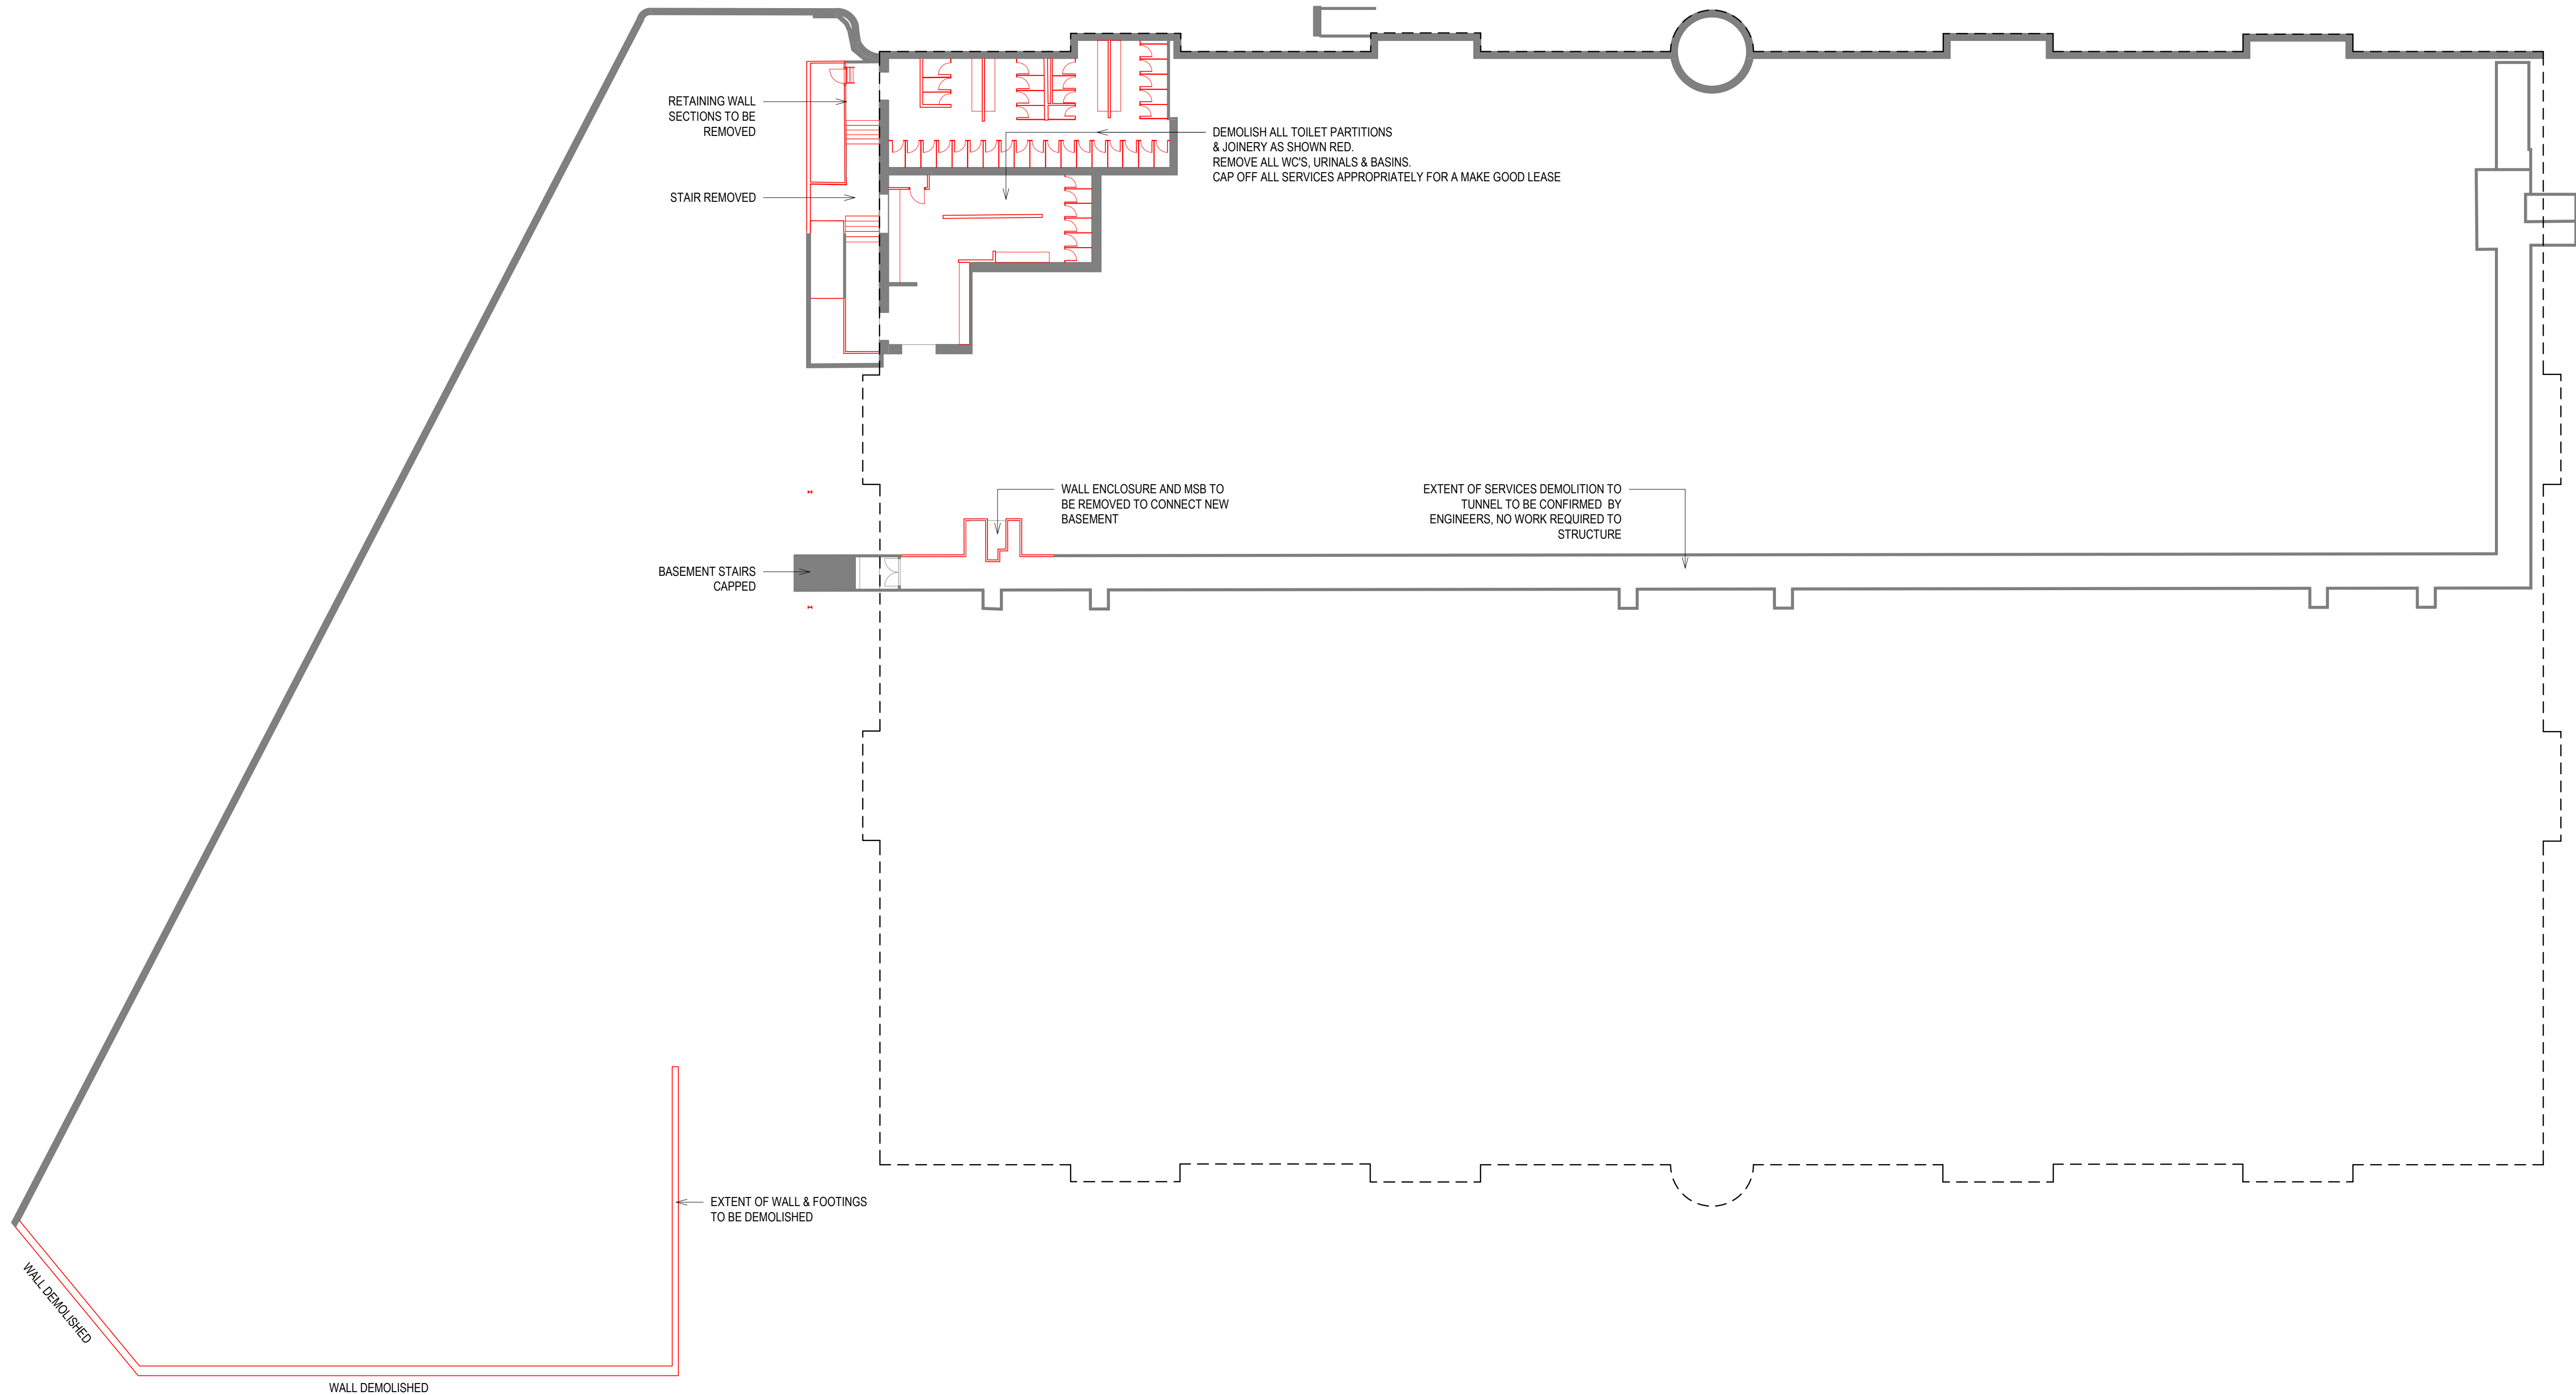 RETAINING WALL
SECTIONS TO BE
REMOVED
DEMOLISH ALL TOILET PARTITIONS
& JOINERY AS SHOWN RED.
REMOVE ALL WC'S, URINALS & BASINS.
CAP OFF ALL SERVICES APPROPRIATELY FOR A MAKE GOOD LEASE
STAIR REMOVED
WALL ENCLOSURE AND MSB TO
BE REMOVED TO CONNECT NEW
BASEMENT
EXTENT OF SERVICES DEMOLITION TO
TUNNEL TO BE CONFIRMED BY
ENGINEERS, NO WORK REQUIRED TO
STRUCTURE
BASEMENT STAIRS
CAPPED
EXTENT OF WALL & FOOTINGS
TO BE DEMOLISHED
WALL DEMOLISHED
WALL DEMOLISHED